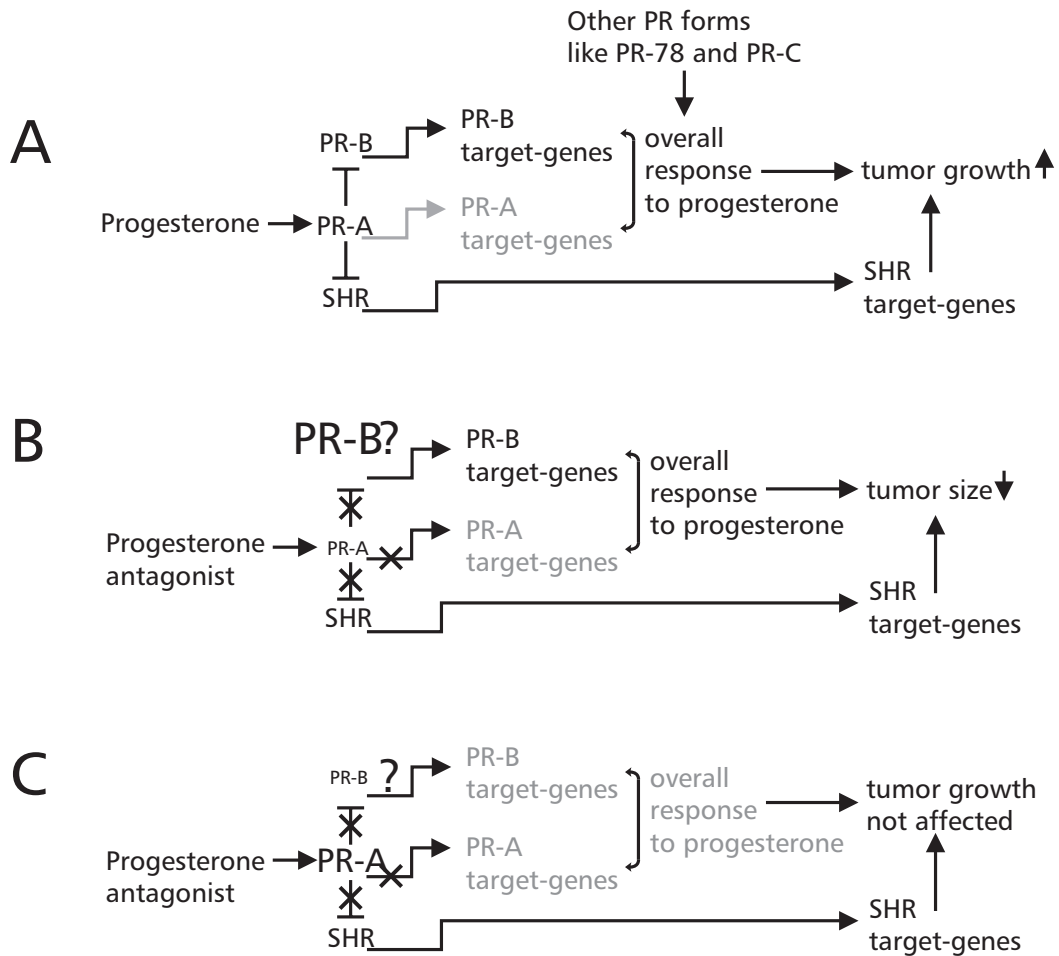 Other PR forms
like PR-78 and PR-C
A
PR-B
PR-B
target-genes
overall
response
to progesterone
tumor growth
Progesterone
PR-A
PR-A
target-genes
SHR
SHR
target-genes
B
PR-B?
PR-B
target-genes
overall
response
to progesterone
tumor size
Progesterone
antagonist
PR-A
PR-A
target-genes
SHR
SHR
target-genes
C
PR-B ?
PR-B
target-genes
overall
response
to progesterone
tumor growth
not affected
Progesterone
antagonist
PR-A
PR-A
target-genes
SHR
SHR
target-genes